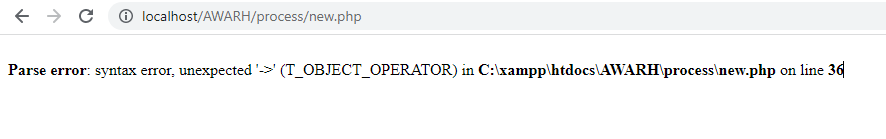 localhost/AWARH/process/new.php
Parse error: syntax error, unexpected '->' (T_OBJECT_OPERATOR) in C:\xampp\htdocs\AWARH\process\new.php on line 36